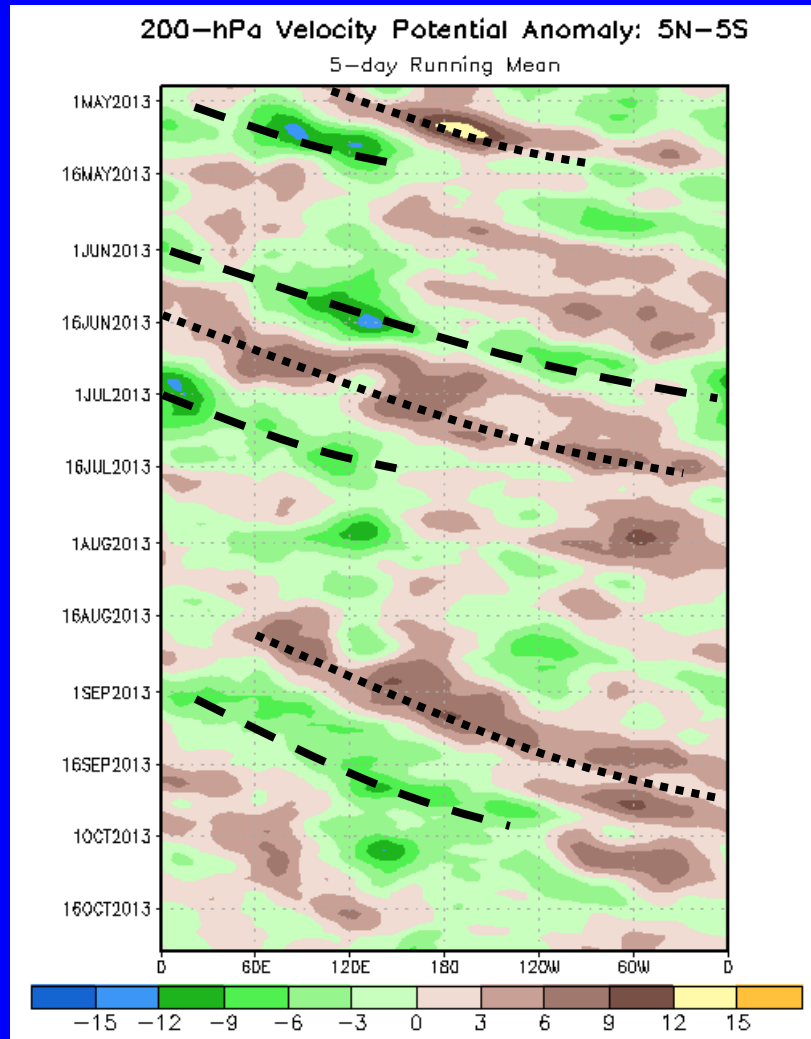 200-hPa Velocity Potential Anomaly: 5N-5S
5-day Running Mean
1MAY2013
16MAY2013
1JUN2013
16JUN2013
1JUL2013
16JUL2013
1AUG2013
16AUG2013
1SEP2013
16SEP2013
1OCT2013
16OCT2013
0 60E 120E 180 120W 60W 0
-15 -12 -9 -6 -3 0 3 6 9 12 15